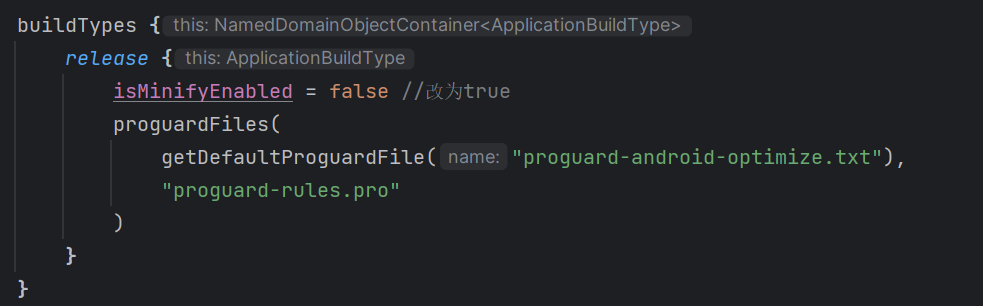 buildTypes { this: NamedDomainObjectContainer<ApplicationBuildType>
release { this: ApplicationBuildType
isMinifyEnabled = false //改为true
proguardFiles(
getDefaultProguardFile( name: "proguard-android-optimize.txt"),
"proguard-rules.pro"
)
}
}